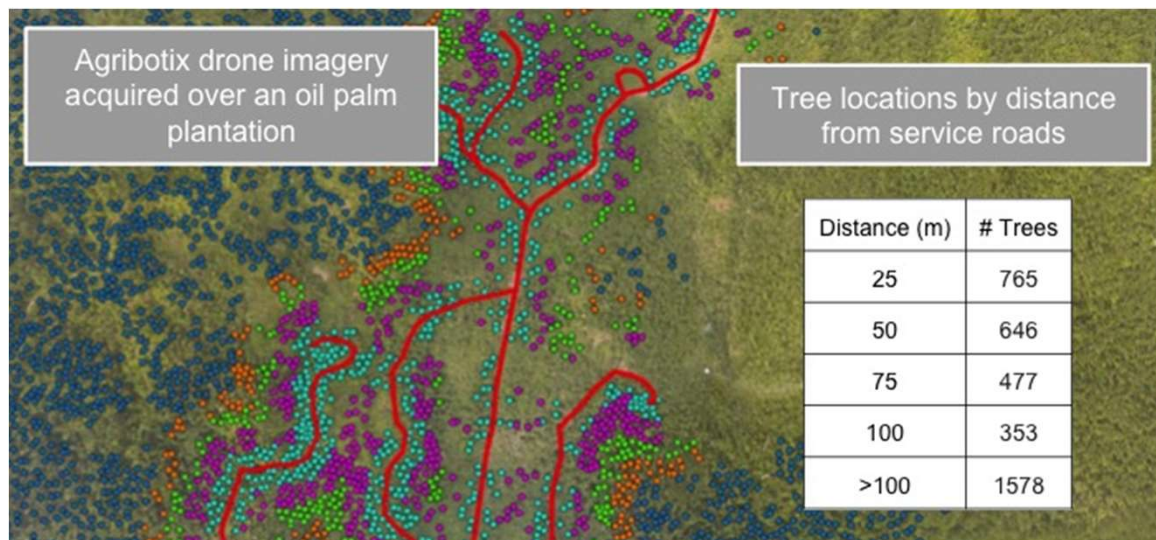 Agribotix drone imagery
acquired over an oil palm
plantation
Tree locations by distance
from service roads
Distance (m) # Trees
25 765
50 646
75 477
100 353
>100 1578